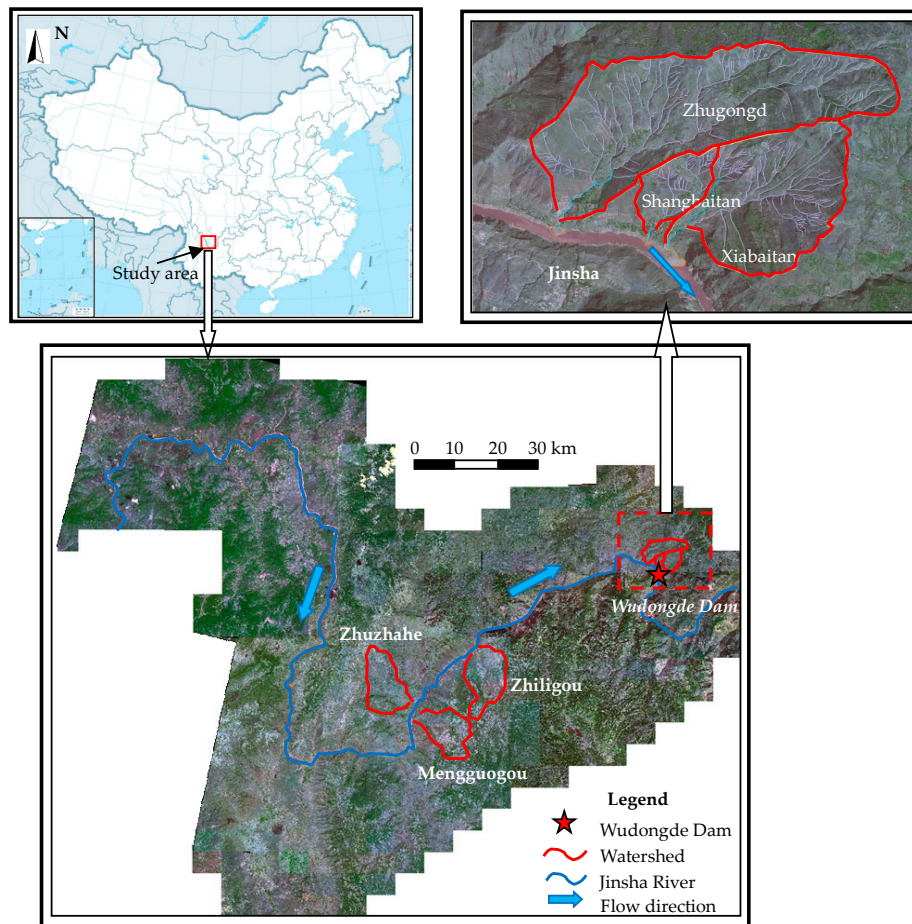 N
Study area
Zhugongd
Shangbaitan
Xiabaitan
Jinsha
0 10 20 30 km
Wudongde Dam
Zhuzhahe
Zhiligou
Mengguogou
Legend
Wudongde Dam
Watershed
Jinsha River
Flow direction